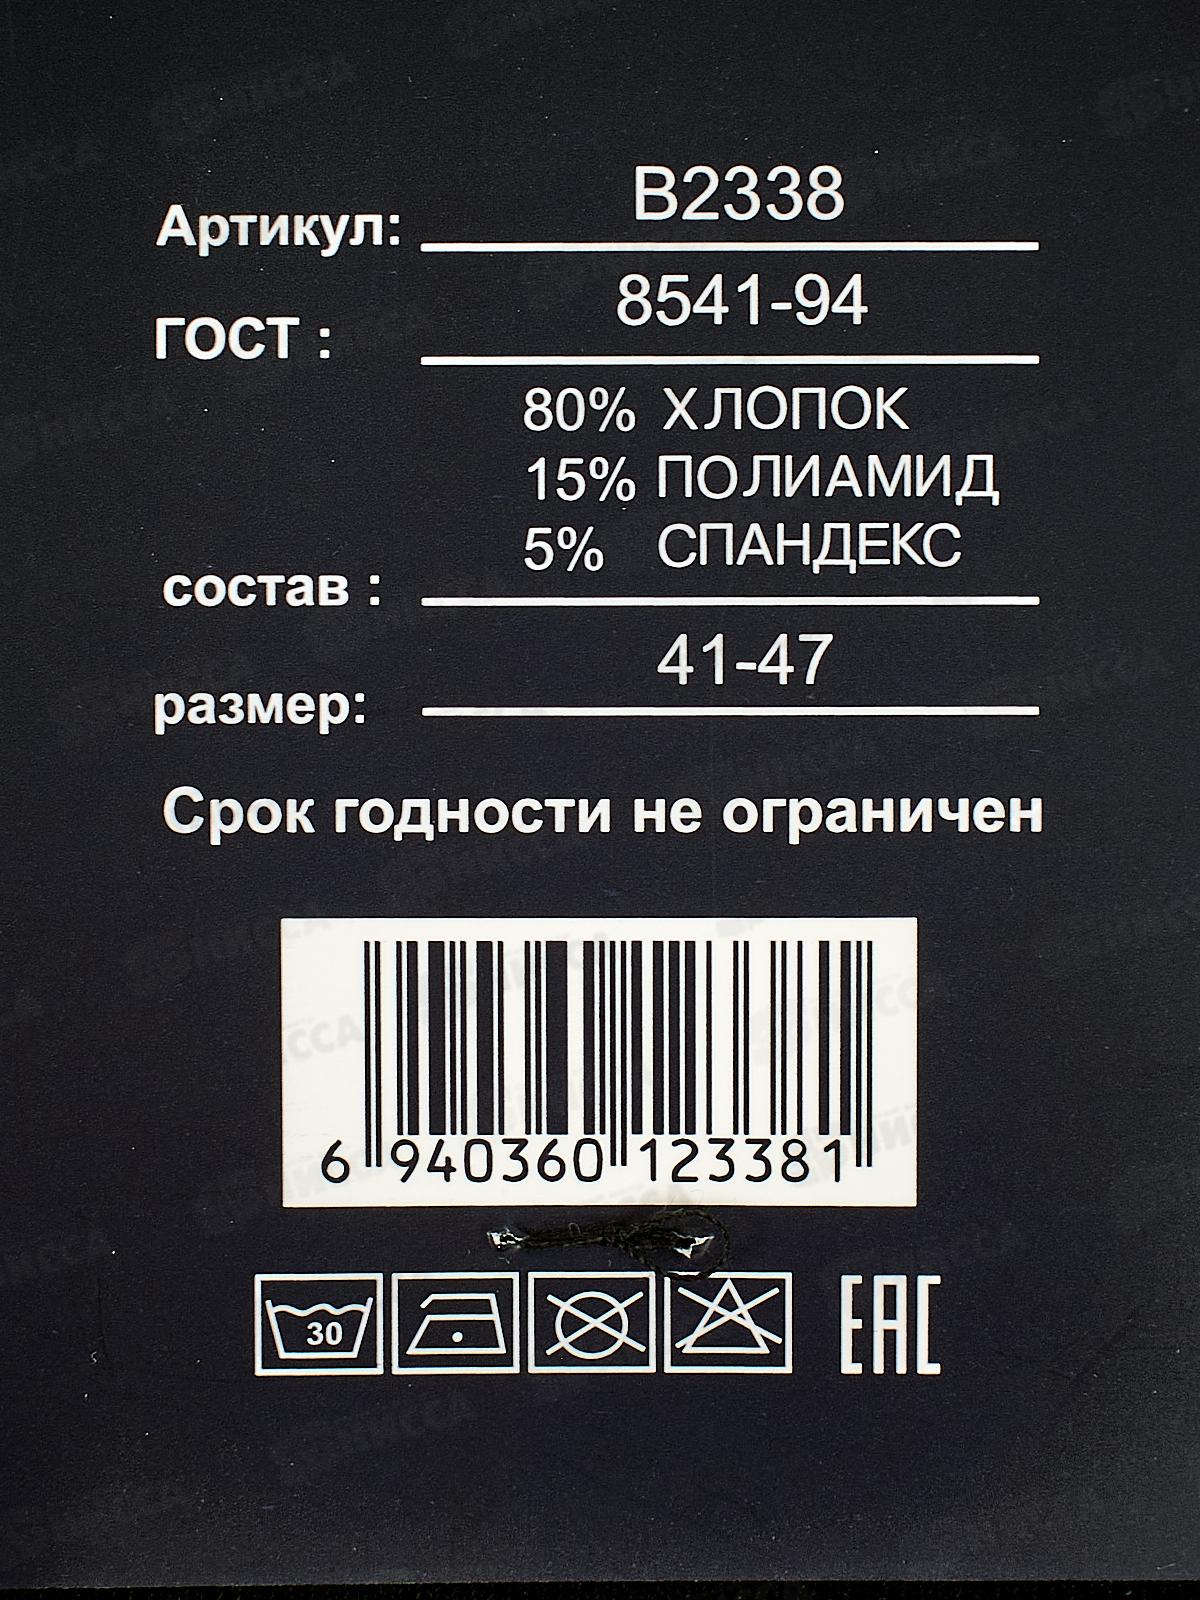 Артикул: B2338
ГОСТ : 8541-94
80% ХЛОПОК
15% ПОЛИАМИД
5% СПАНДЕКС
состав :
размер: 41-47
Срок годности не ограничен
6 940360 123381
30
EAC